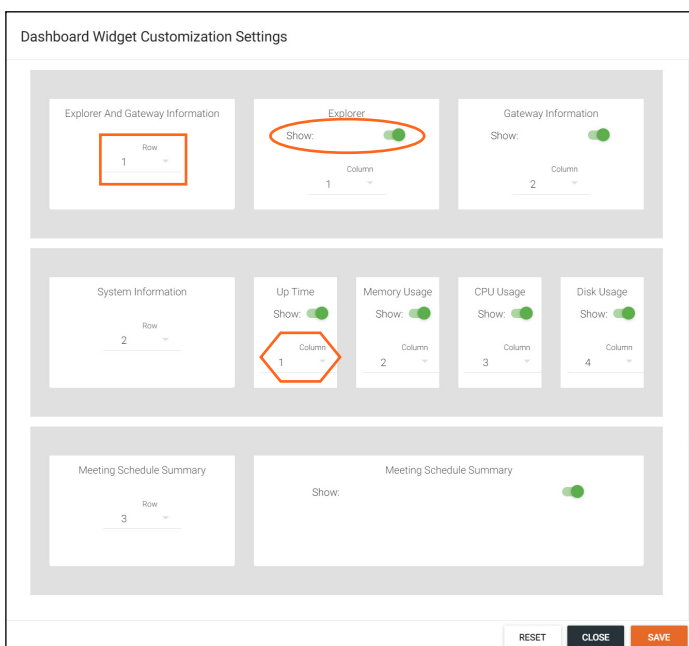 Dashboard Widget Customization Settings
Explorer And Gateway Information
Row
1
Explorer
Show:
Column
1
Gateway Information
Show:
Column
2
System Information
Row
2
Up Time
Show:
Column
1
Memory Usage
Show:
Column
2
CPU Usage
Show:
Column
3
Disk Usage
Show:
Column
4
Meeting Schedule Summary
Row
3
Meeting Schedule Summary
Show:
RESET
CLOSE
SAVE